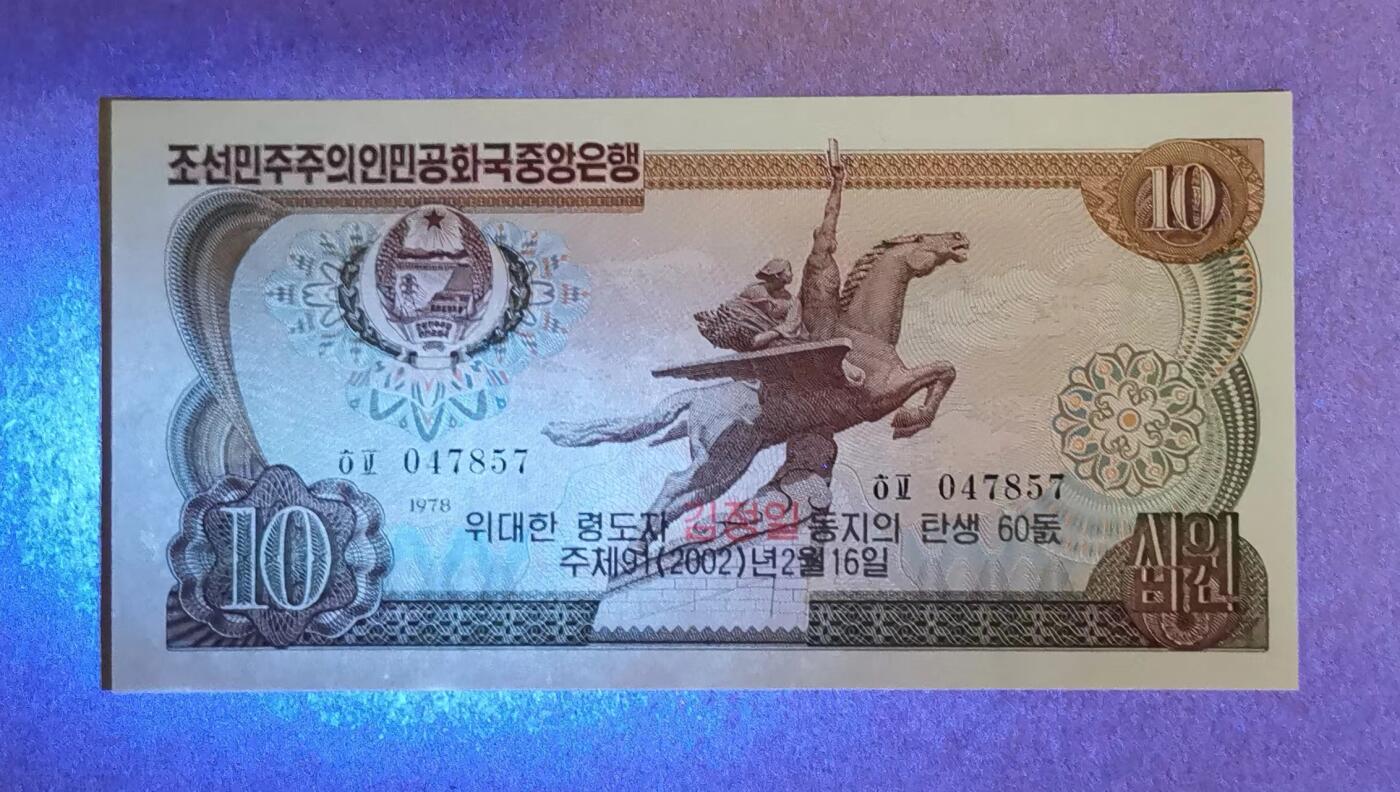 조선민주주의인민공화국중앙은행
10
ㅎㅍ 047857
ㅎㅍ 047857
1978
위대한 령도자 김정일 동지의 탄생 60돐
주체91(2002)년2월16일
10
십원